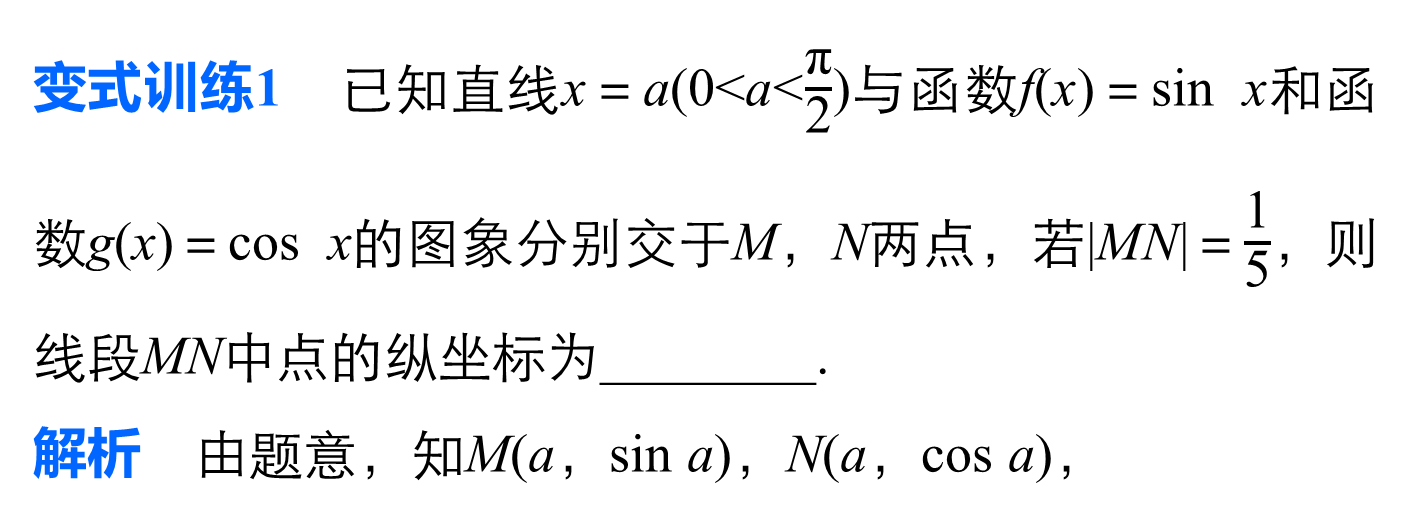 变式训练1 已知直线x = a(0<a<π/2)与函数f(x) = sin x和函
数g(x) = cos x的图象分别交于M，N两点，若|MN| = 1/5，则
线段MN中点的纵坐标为________.
解析 由题意，知M(a，sin a)，N(a，cos a)，